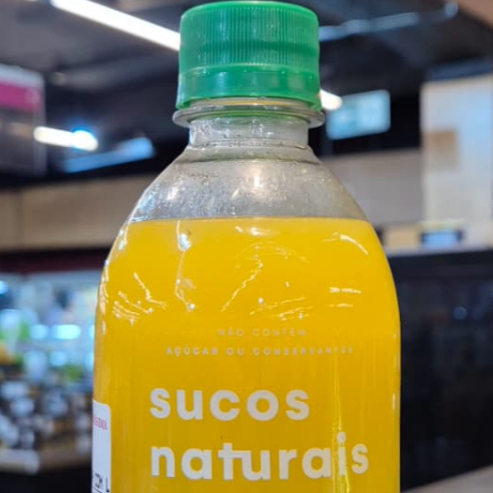 NÃO CONTÉM
AÇÚCAR OU CONSERVANTES
sucos
naturais